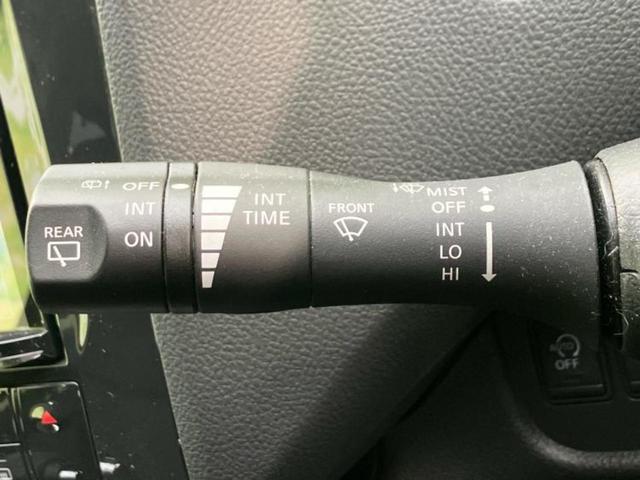 REAR
OFF
INT
ON
INT
TIME
FRONT
MIST
OFF
INT
LO
HI
OFF